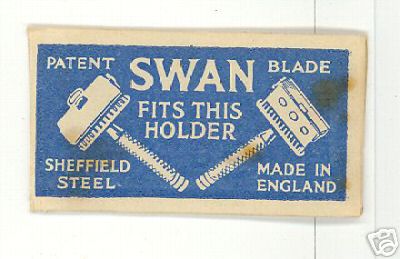 PATENT SWAN BLADE
FITS THIS
HOLDER
SHEFFIELD
STEEL
MADE IN
ENGLAND